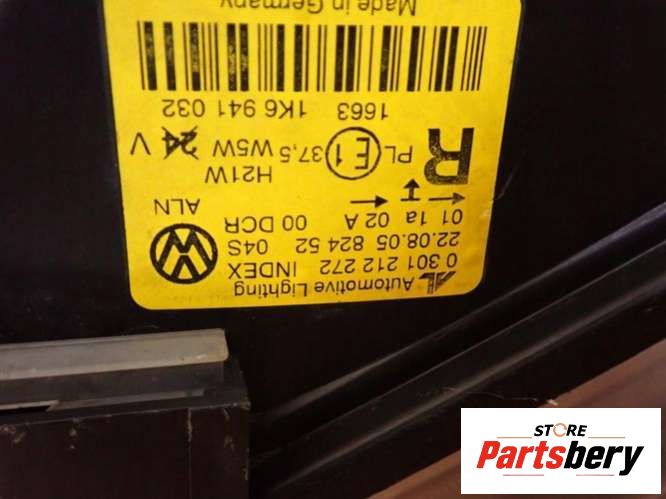 Automotive Lighting
0 301 212 272 INDEX
22.08.05 824 52 04S
01 1a 02 A 00 DCR
ALN
R
H21W
PL E1 37,5 W5W 24 V
1663 1K6 941 032
Made in Germany
STORE
Partsbery